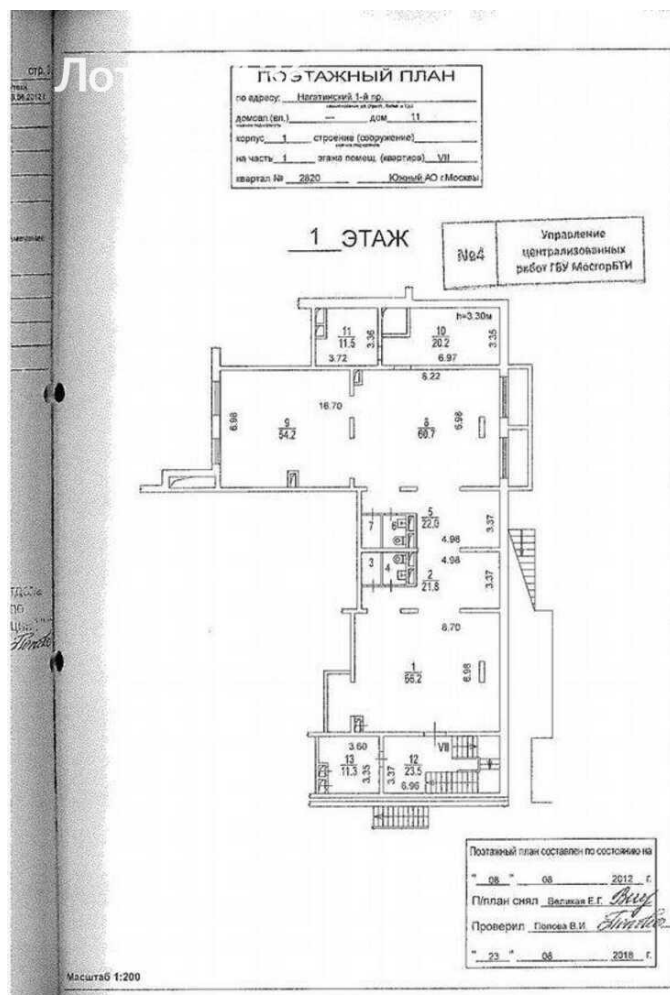 стр.
Лот
ПОЭТАЖНЫЙ ПЛАН
по адресу: Нагатинский 1-й пр.
домовл.(вл.) — дом 11
корпус 1 строение (сооружение)
на часть 1 этажа помещ. (квартира) VII
квартал № 2820 Южный АО г.Москвы
1 ЭТАЖ
№4
Управление
централизованных
работ ГБУ МосгорБТИ
h=3.30м
11
11.5
3.36
3.72
10
20.2
3.35
6.97
8.22
16.70
6.98
9
54.2
8
60.7
6.98
5
22.0
3.37
7
6
4.98
3
4
4.98
2
21.8
3.37
8.70
1
6.98
VII
3.60
13
11.3
3.35
3.37
12
23.5
6.96
Поэтажный план составлен по состоянию на
" 08 " 08 2012 г.
П/план снял Великая Е.Г.
Проверил Попова В.И.
" 23 " 08 2018 г.
Масштаб 1:200